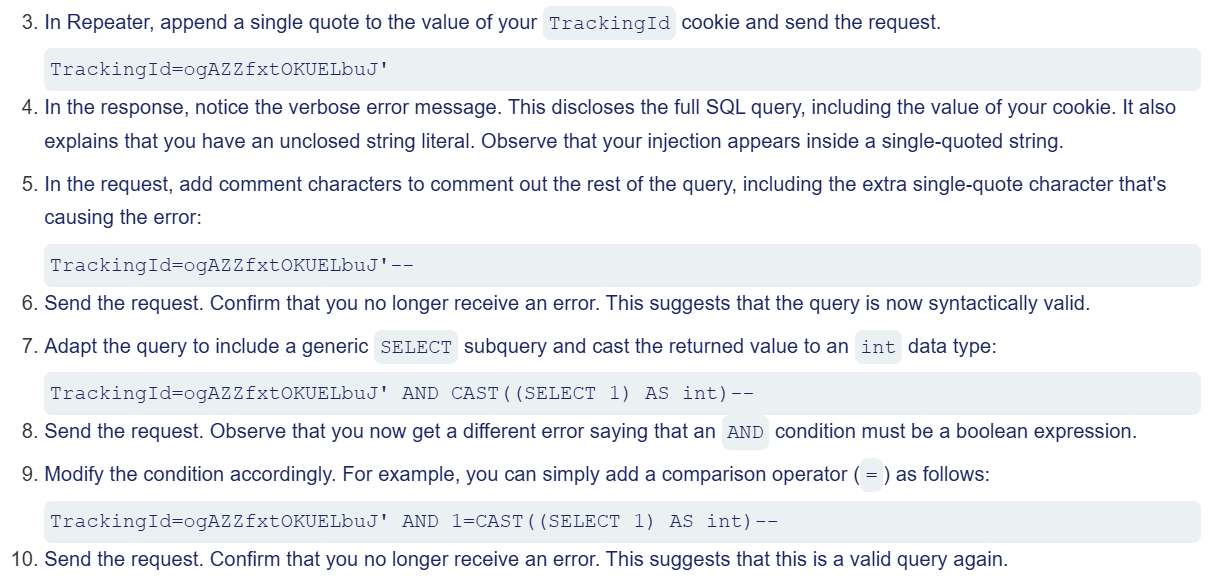 3. In Repeater, append a single quote to the value of your TrackingId cookie and send the request.
TrackingId=ogAZZfxtOKUELbuJ'
4. In the response, notice the verbose error message. This discloses the full SQL query, including the value of your cookie. It also
explains that you have an unclosed string literal. Observe that your injection appears inside a single-quoted string.
5. In the request, add comment characters to comment out the rest of the query, including the extra single-quote character that's
causing the error:
TrackingId=ogAZZfxtOKUELbuJ'--
6. Send the request. Confirm that you no longer receive an error. This suggests that the query is now syntactically valid.
7. Adapt the query to include a generic SELECT subquery and cast the returned value to an int data type:
TrackingId=ogAZZfxtOKUELbuJ' AND CAST((SELECT 1) AS int)--
8. Send the request. Observe that you now get a different error saying that an AND condition must be a boolean expression.
9. Modify the condition accordingly. For example, you can simply add a comparison operator (=) as follows:
TrackingId=ogAZZfxtOKUELbuJ' AND 1=CAST((SELECT 1) AS int)--
10. Send the request. Confirm that you no longer receive an error. This suggests that this is a valid query again.